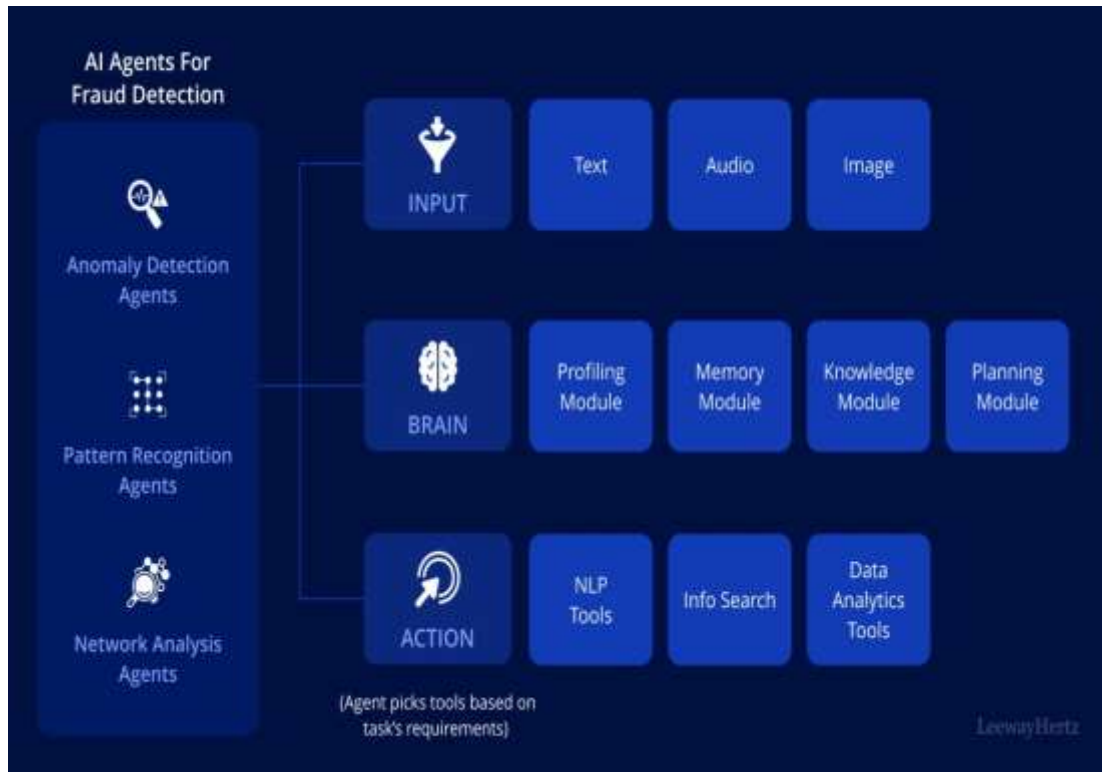 AI Agents For
Fraud Detection
Anomaly Detection
Agents
Pattern Recognition
Agents
Network Analysis
Agents
INPUT
Text
Audio
Image
BRAIN
Profiling
Module
Memory
Module
Knowledge
Module
Planning
Module
ACTION
NLP
Tools
Info Search
Data
Analytics
Tools
(Agent picks tools based on
task's requirements)
LeewayHertz